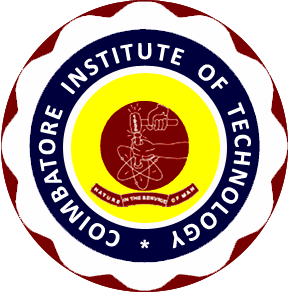 COIMBATORE INSTITUTE OF TECHNOLOGY *
NATURE IN THE SERVICE OF MAN